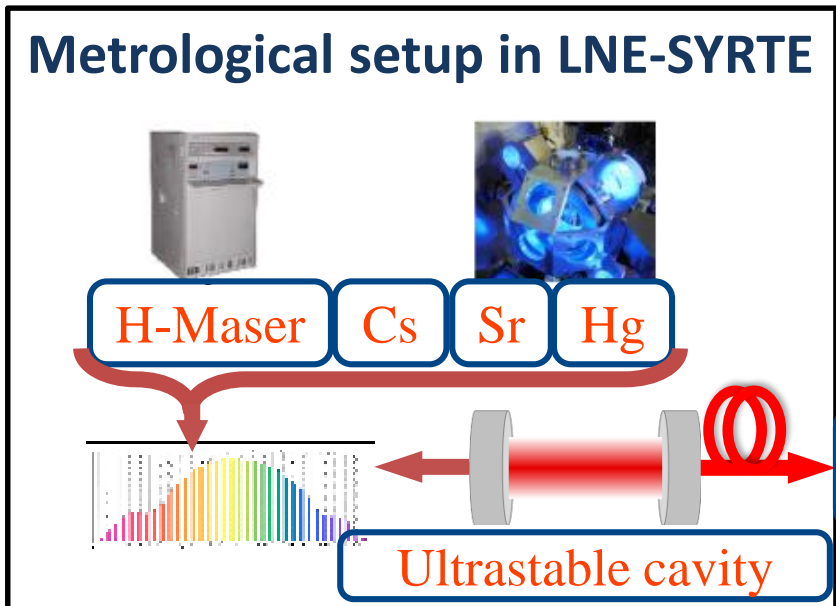 Metrological setup in LNE-SYRTE
H-Maser Cs Sr Hg
Ultrastable cavity